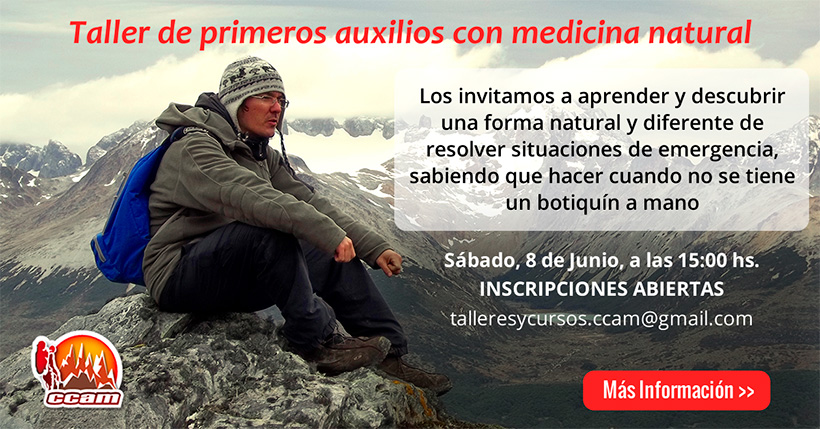 Taller de primeros auxilios con medicina natural
Los invitamos a aprender y descubrir
una forma natural y diferente de
resolver situaciones de emergencia,
sabiendo que hacer cuando no se tiene
un botiquín a mano
Sábado, 8 de Junio, a las 15:00 hs.
INSCRIPCIONES ABIERTAS
talleresycursos.ccam@gmail.com
ccam
Más Información >>